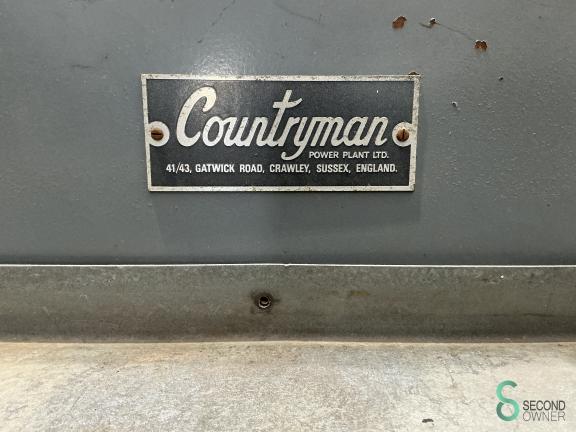 Countryman
POWER PLANT LTD.
41/43, GATWICK ROAD, CRAWLEY, SUSSEX, ENGLAND.
SECOND
OWNER